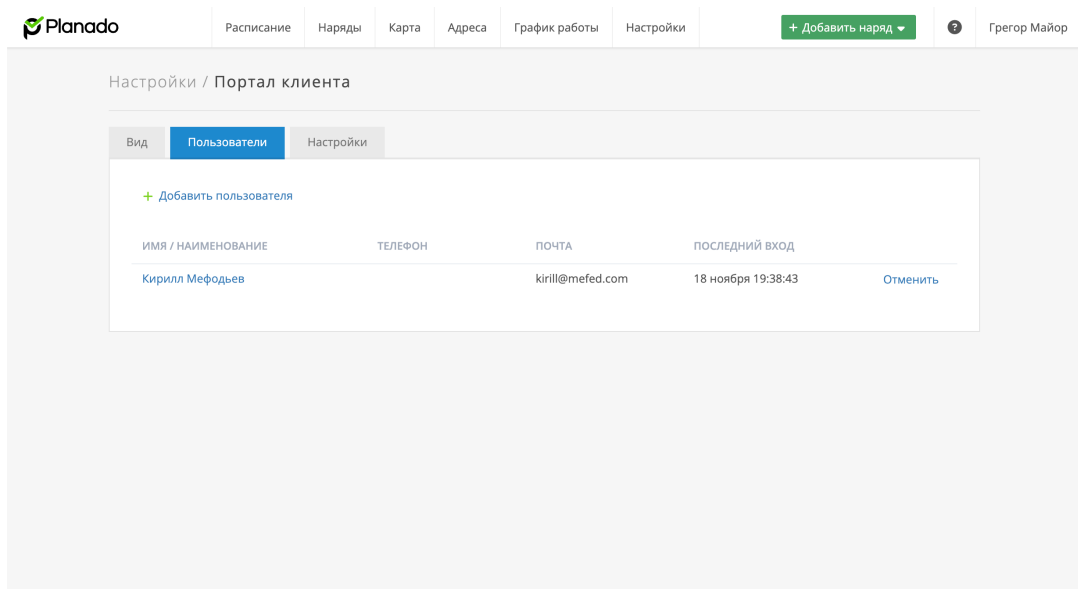 Planado
Расписание Наряды Карта Адреса График работы Настройки + Добавить наряд ? Грегор Майор
Настройки / Портал клиента
Вид Пользователи Настройки
+ Добавить пользователя
ИМЯ / НАИМЕНОВАНИЕ ТЕЛЕФОН ПОЧТА ПОСЛЕДНИЙ ВХОД
Кирилл Мефодьев kirill@mefed.com 18 ноября 19:38:43 Отменить